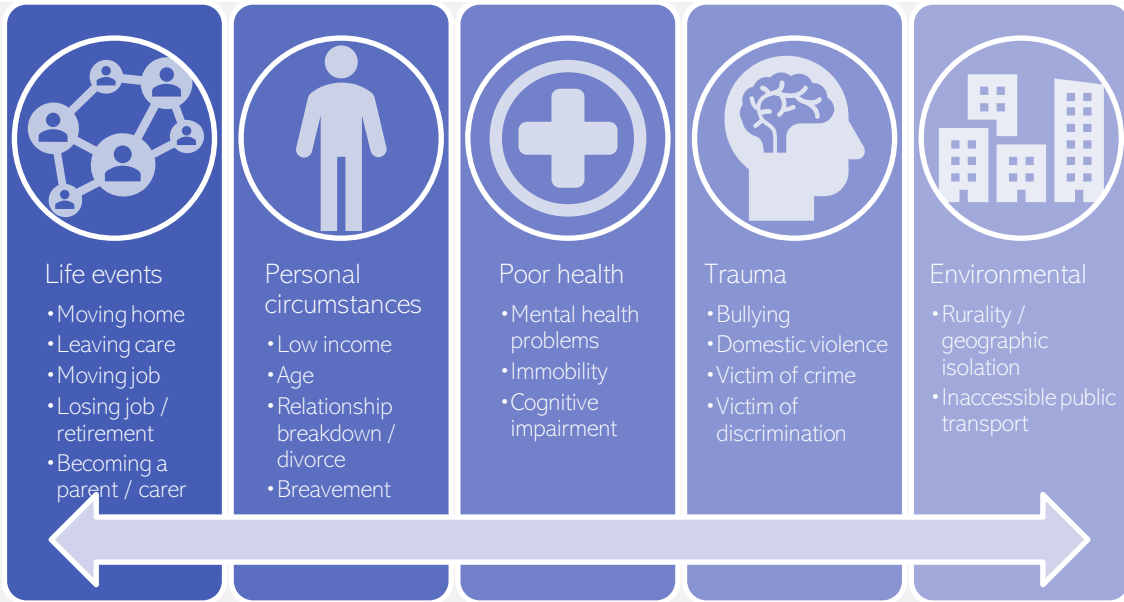 Life events
•Moving home
•Leaving care
•Moving job
•Losing job /
retirement
•Becoming a
parent / carer
Personal
circumstances
•Low income
•Age
•Relationship
breakdown /
divorce
•Breavement
Poor health
•Mental health
problems
•Immobility
•Cognitive
impairment
Trauma
•Bullying
•Domestic violence
•Victim of crime
•Victim of
discrimination
Environmental
•Rurality /
geographic
isolation
•Inaccessible public
transport